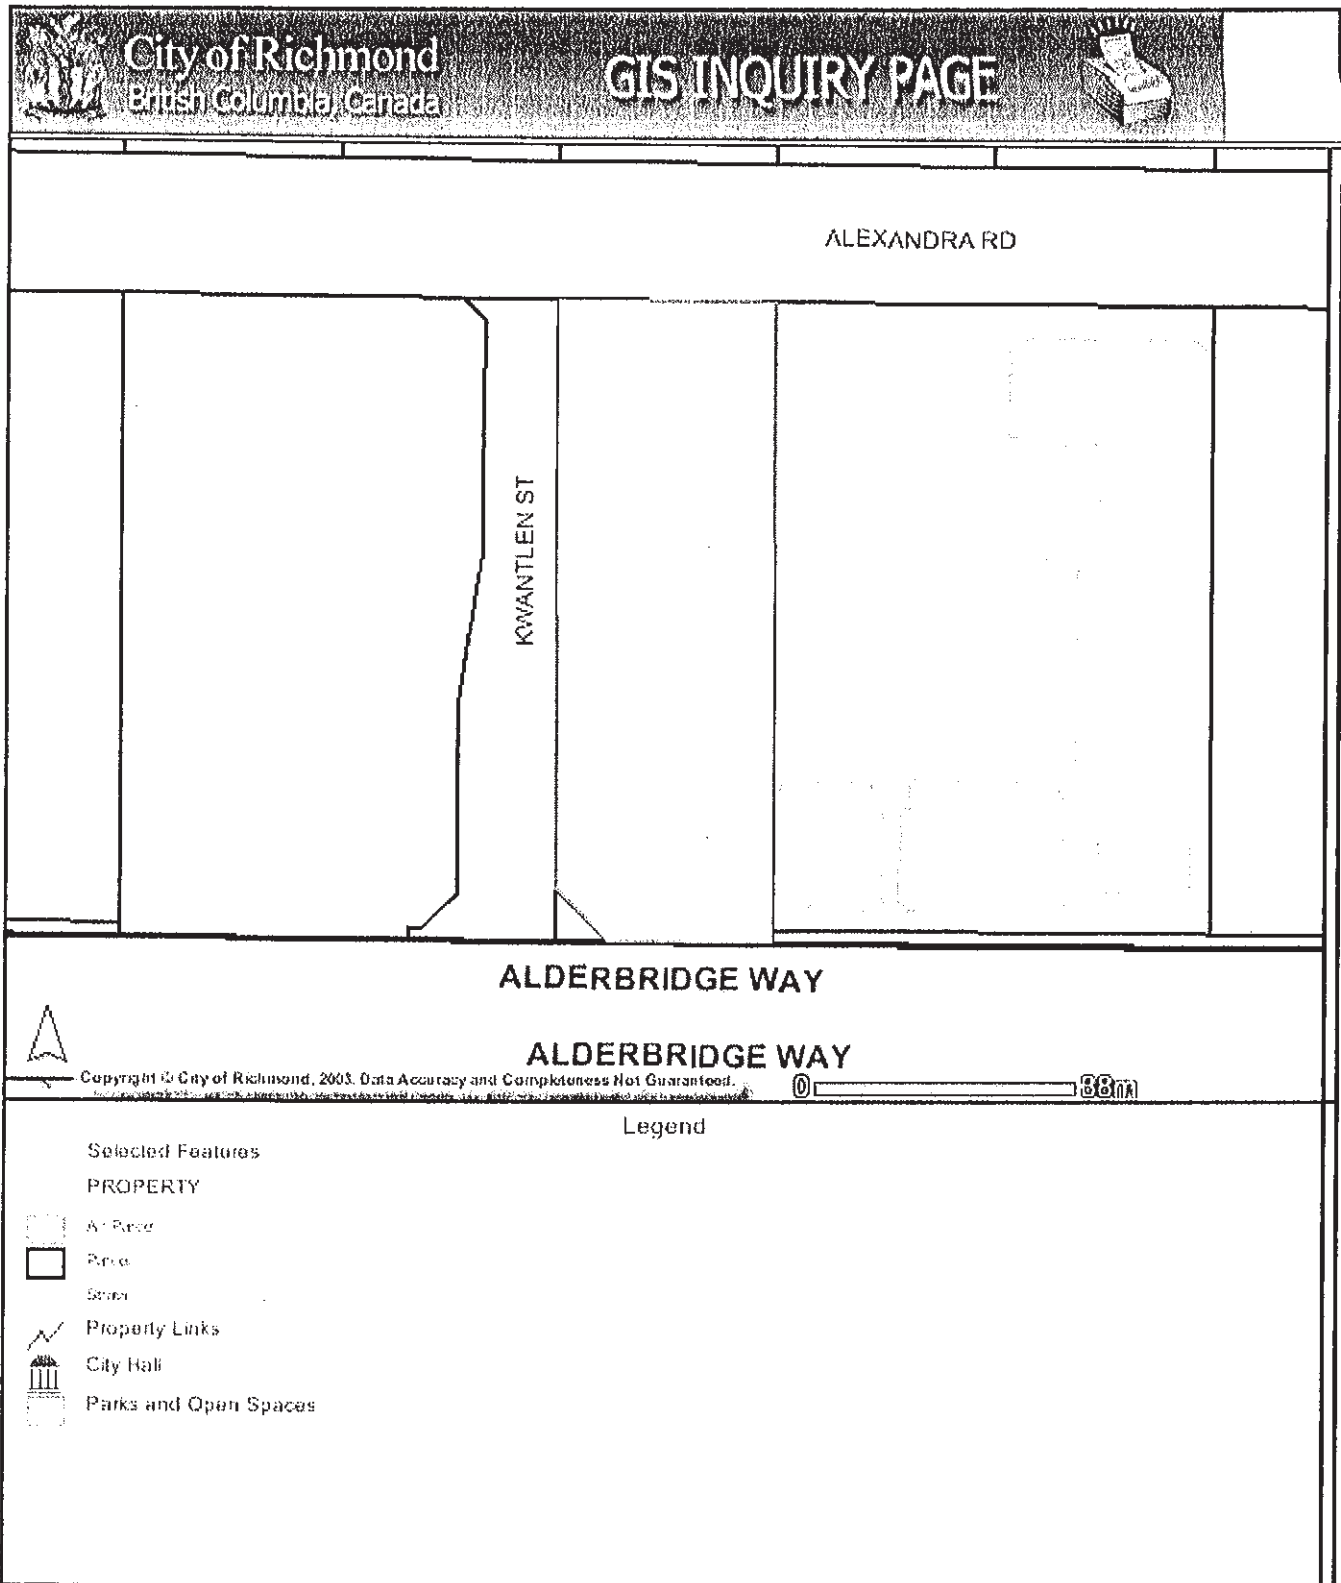 City of Richmond
British Columbia, Canada
GIS INQUIRY PAGE
ALEXANDRA RD
KWANTLEN ST
ALDERBRIDGE WAY
ALDERBRIDGE WAY
Copyright © City of Richmond, 2003. Data Accuracy and Completeness Not Guaranteed.
0 88m
Legend
Selected Features
PROPERTY
Property Links
City Hall
Parks and Open Spaces